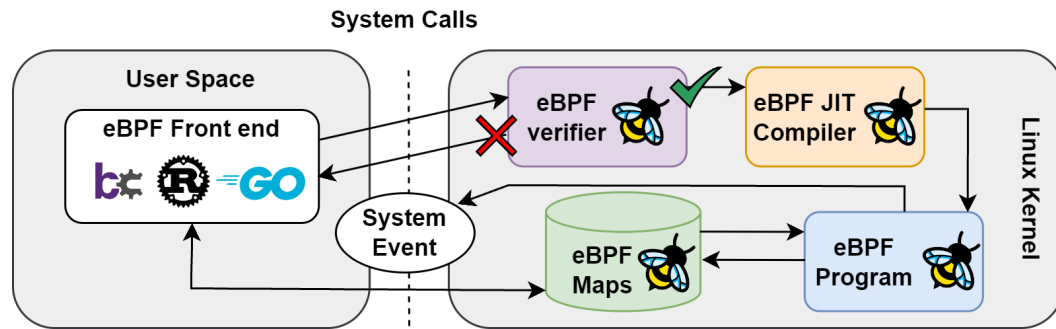 System Calls
User Space
eBPF Front end
bc
R
GO
eBPF
verifier
eBPF JIT
Compiler
Linux Kernel
System
Event
eBPF
Maps
eBPF
Program